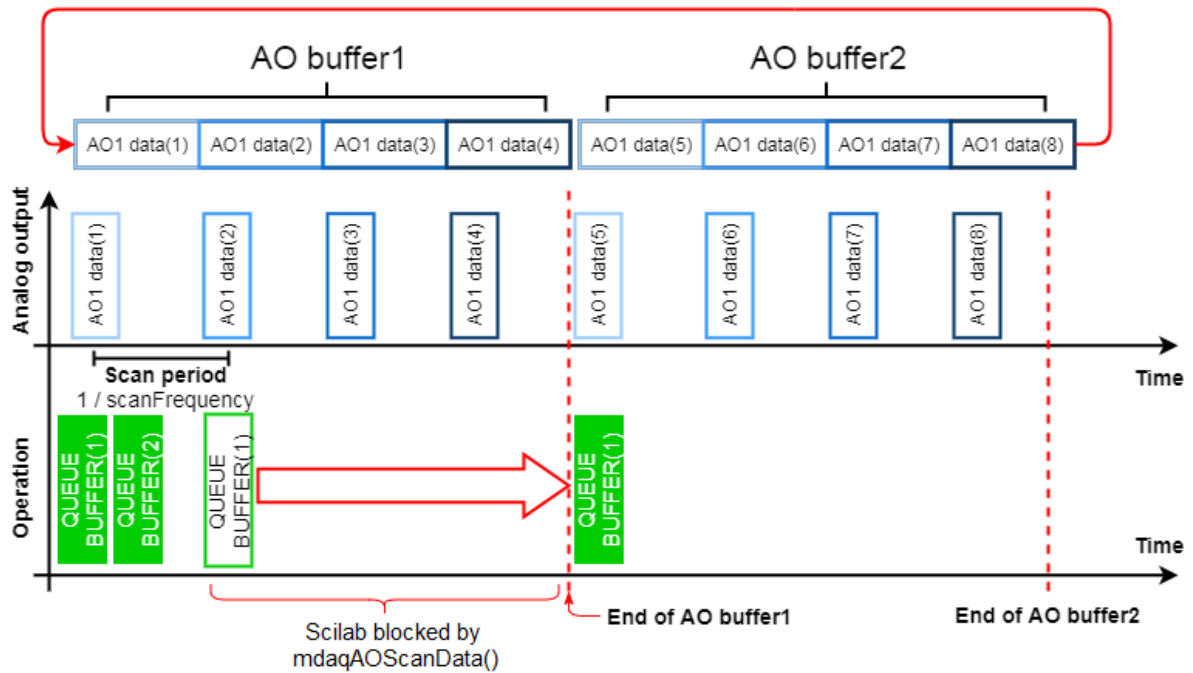 AO buffer1
AO buffer2
AO1 data(1)
AO1 data(2)
AO1 data(3)
AO1 data(4)
AO1 data(5)
AO1 data(6)
AO1 data(7)
AO1 data(8)
Analog output
AO1 data(1)
AO1 data(2)
AO1 data(3)
AO1 data(4)
AO1 data(5)
AO1 data(6)
AO1 data(7)
AO1 data(8)
Time
Scan period
1 / scanFrequency
Operation
QUEUE
BUFFER(1)
QUEUE
BUFFER(2)
QUEUE
BUFFER(1)
QUEUE
BUFFER(1)
Time
End of AO buffer1
End of AO buffer2
Scilab blocked by
mdaqAOScanData()